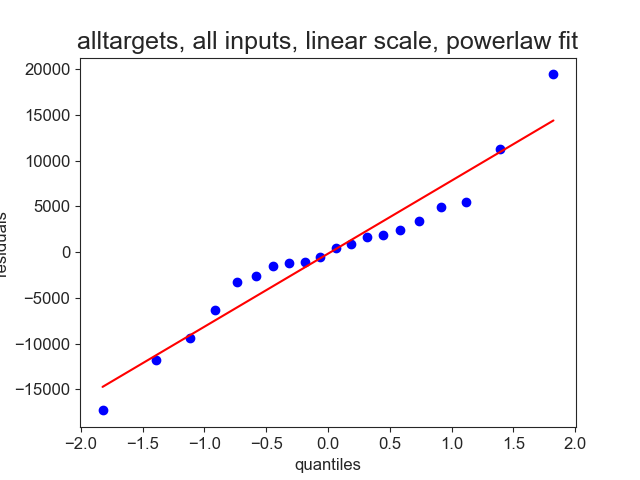 alltargets, all inputs, linear scale, powerlaw fit
20000
15000
10000
5000
0
−5000
−10000
−15000
residuals
−2.0 −1.5 −1.0 −0.5 0.0 0.5 1.0 1.5 2.0
quantiles